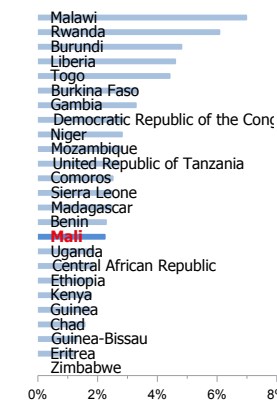 Malawi
Rwanda
Burundi
Liberia
Togo
Burkina Faso
Gambia
Democratic Republic of the Cong
Niger
Mozambique
United Republic of Tanzania
Comoros
Sierra Leone
Madagascar
Benin
Mali
Uganda
Central African Republic
Ethiopia
Kenya
Guinea
Chad
Guinea-Bissau
Eritrea
Zimbabwe
0% 2% 4% 6% 8%